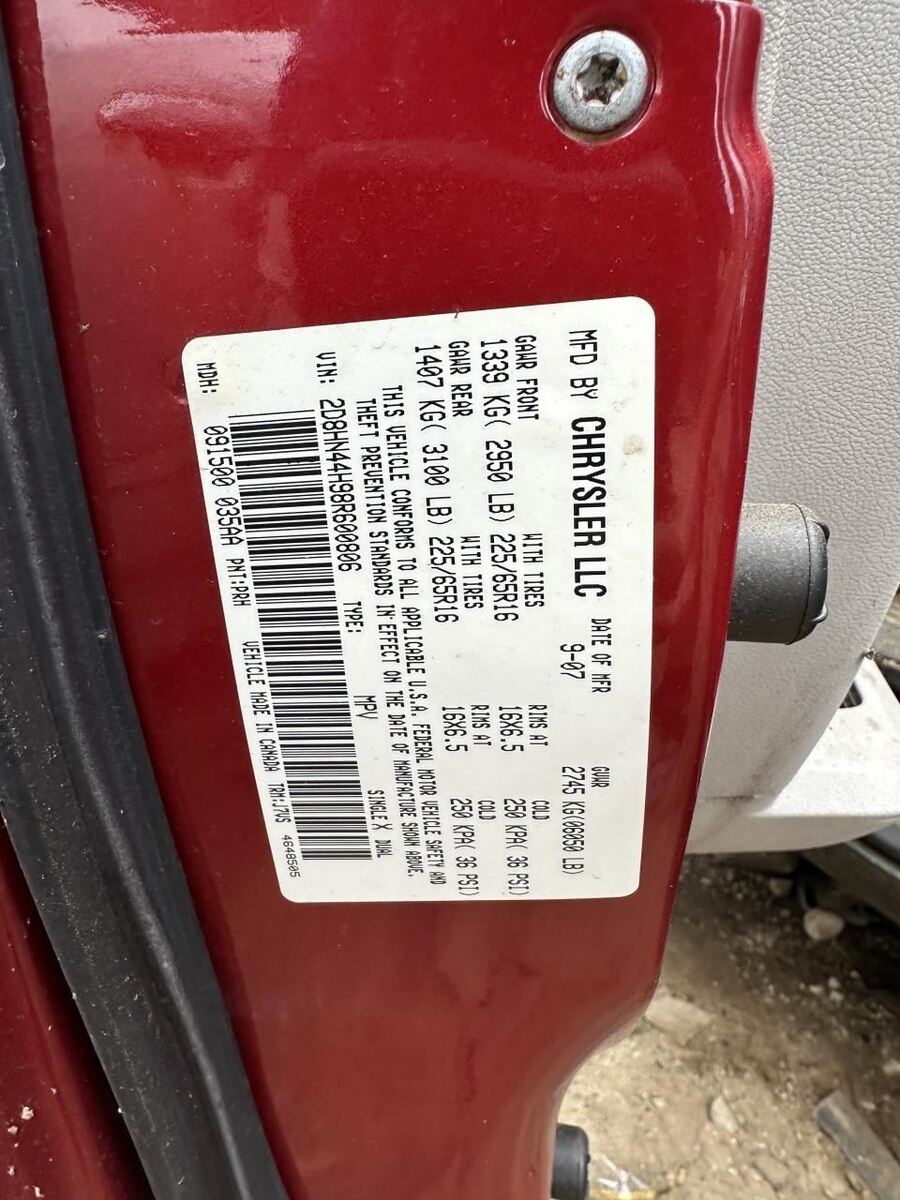 MFD BY CHRYSLER LLC DATE OF MFR GVWR
9-07 2745 KG(06050 LB)
GAWR FRONT WITH TIRES RIMS AT COLD
1339 KG( 2950 LB) 225/65R16 16X6.5 250 KPA( 36 PSI)
GAWR REAR WITH TIRES RIMS AT COLD
1407 KG( 3100 LB) 225/65R16 16X6.5 250 KPA( 36 PSI)
THIS VEHICLE CONFORMS TO ALL APPLICABLE U.S.A. FEDERAL MOTOR VEHICLE SAFETY AND
THEFT PREVENTION STANDARDS IN EFFECT ON THE DATE OF MANUFACTURE SHOWN ABOVE.
VIN: 2D8HN44H98R600806 TYPE: MPV SINGLE X DUAL
MDH: 091500 035AA PNT:PRH VEHICLE MADE IN CANADA TRM:J7VS 4648505